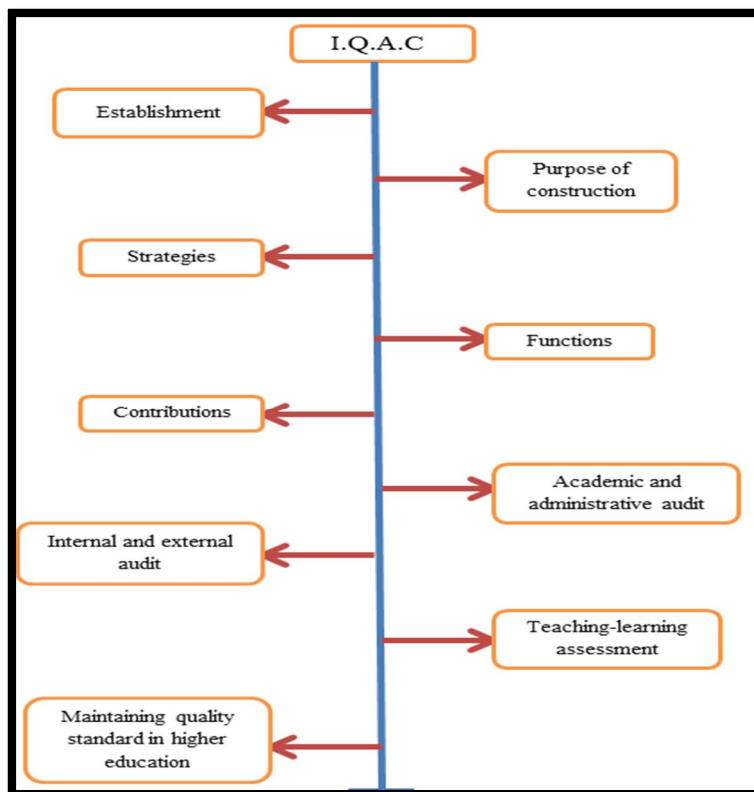 I.Q.A.C
Establishment
Purpose of
construction
Strategies
Functions
Contributions
Academic and
administrative audit
Internal and external
audit
Teaching-learning
assessment
Maintaining quality
standard in higher
education